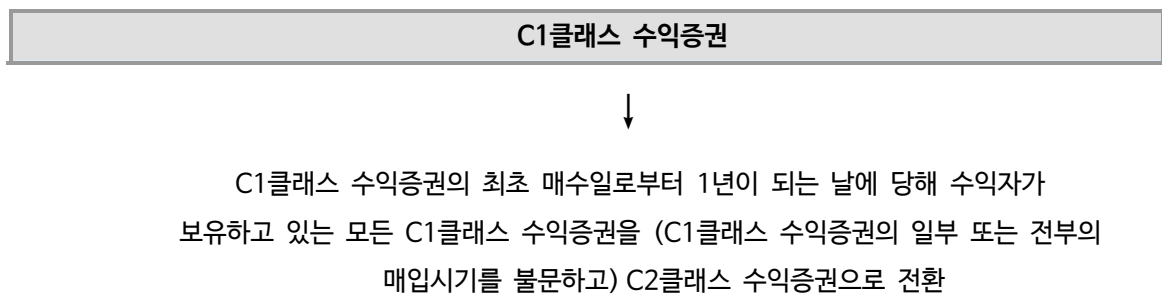 C1클래스 수익증권
↓
C1클래스 수익증권의 최초 매수일로부터 1년이 되는 날에 당해 수익자가
보유하고 있는 모든 C1클래스 수익증권을 (C1클래스 수익증권의 일부 또는 전부의
매입시기를 불문하고) C2클래스 수익증권으로 전환